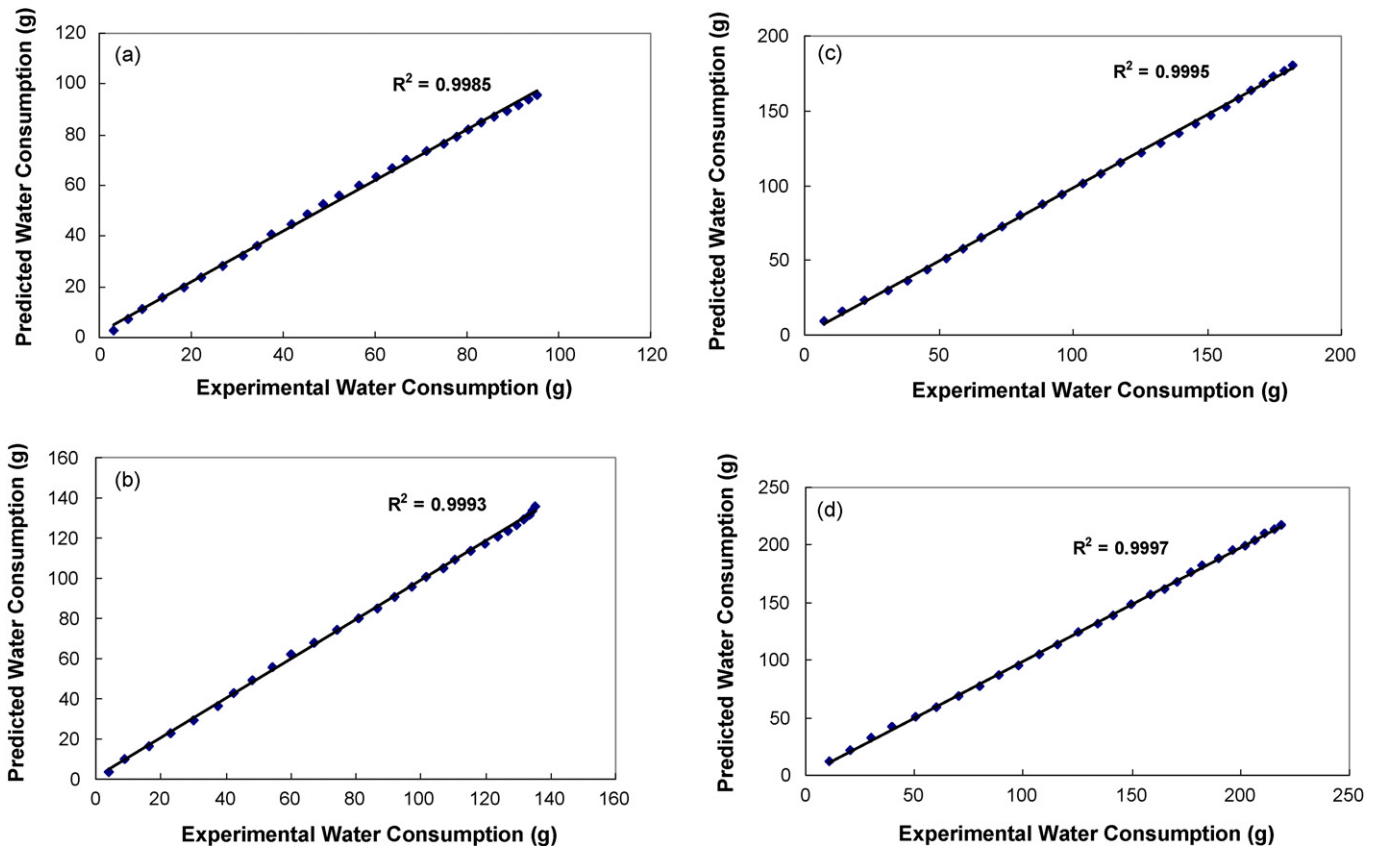 (a)
R² = 0.9985
Predicted Water Consumption (g)
120
100
80
60
40
20
0
0 20 40 60 80 100 120
Experimental Water Consumption (g)
(c)
R² = 0.9995
Predicted Water Consumption (g)
200
150
100
50
0
0 50 100 150 200
Experimental Water Consumption (g)
(b)
R² = 0.9993
Predicted Water Consumption (g)
160
140
120
100
80
60
40
20
0
0 20 40 60 80 100 120 140 160
Experimental Water Consumption (g)
(d)
R² = 0.9997
Predicted Water Consumption (g)
250
200
150
100
50
0
0 50 100 150 200 250
Experimental Water Consumption (g)